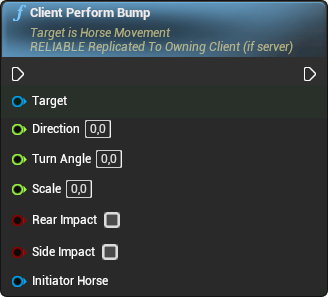 f Client Perform Bump
Target is Horse Movement
RELIABLE Replicated To Owning Client (if server)
Target
Direction 0,0
Turn Angle 0,0
Scale 0,0
Rear Impact
Side Impact
Initiator Horse